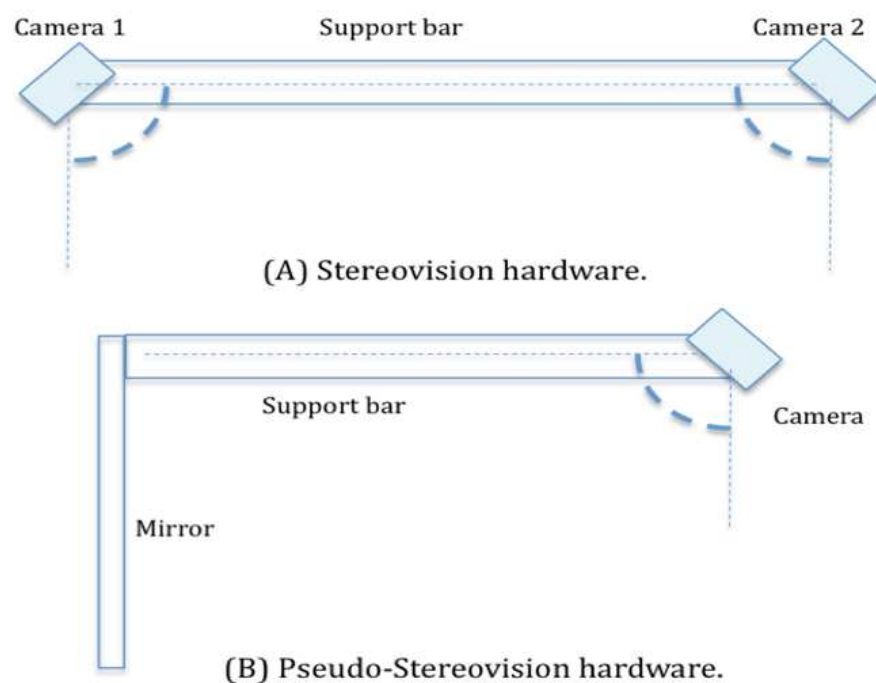 Camera 1
Support bar
Camera 2
(A) Stereovision hardware.
Support bar
Camera
Mirror
(B) Pseudo-Stereovision hardware.